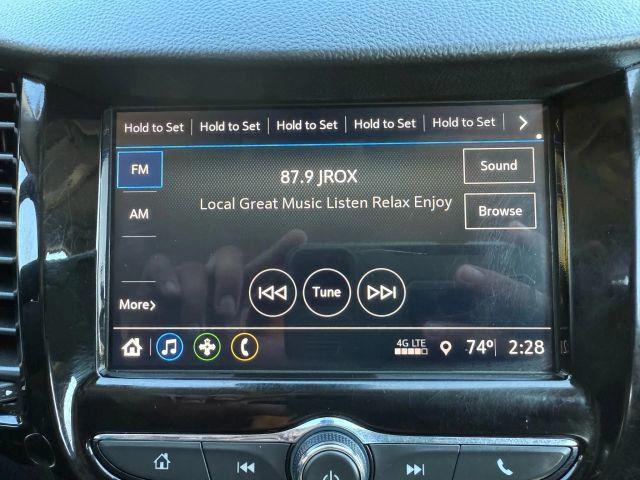 Hold to Set Hold to Set Hold to Set Hold to Set Hold to Set
FM
87.9 JROX
Sound
Local Great Music Listen Relax Enjoy
AM
Browse
Tune
More
4G LTE
74° 2:28